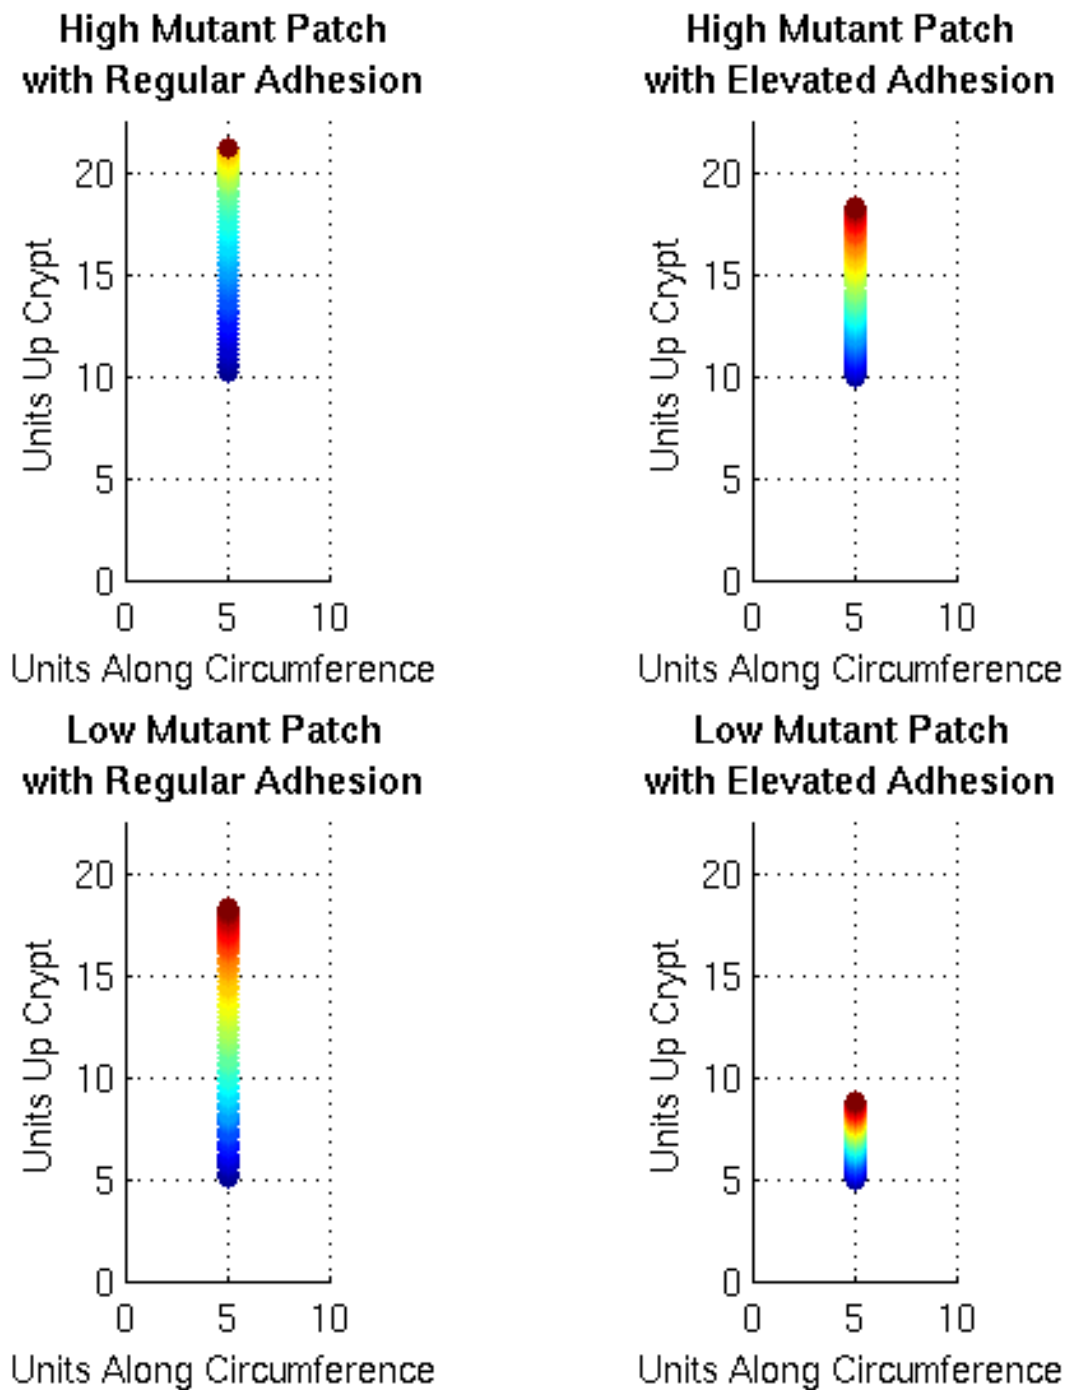 High Mutant Patch
with Regular Adhesion
20
15
10
5
0
Units Up Crypt
0 5 10
Units Along Circumference
High Mutant Patch
with Elevated Adhesion
20
15
10
5
0
Units Up Crypt
0 5 10
Units Along Circumference
Low Mutant Patch
with Regular Adhesion
20
15
10
5
0
Units Up Crypt
0 5 10
Units Along Circumference
Low Mutant Patch
with Elevated Adhesion
20
15
10
5
0
Units Up Crypt
0 5 10
Units Along Circumference